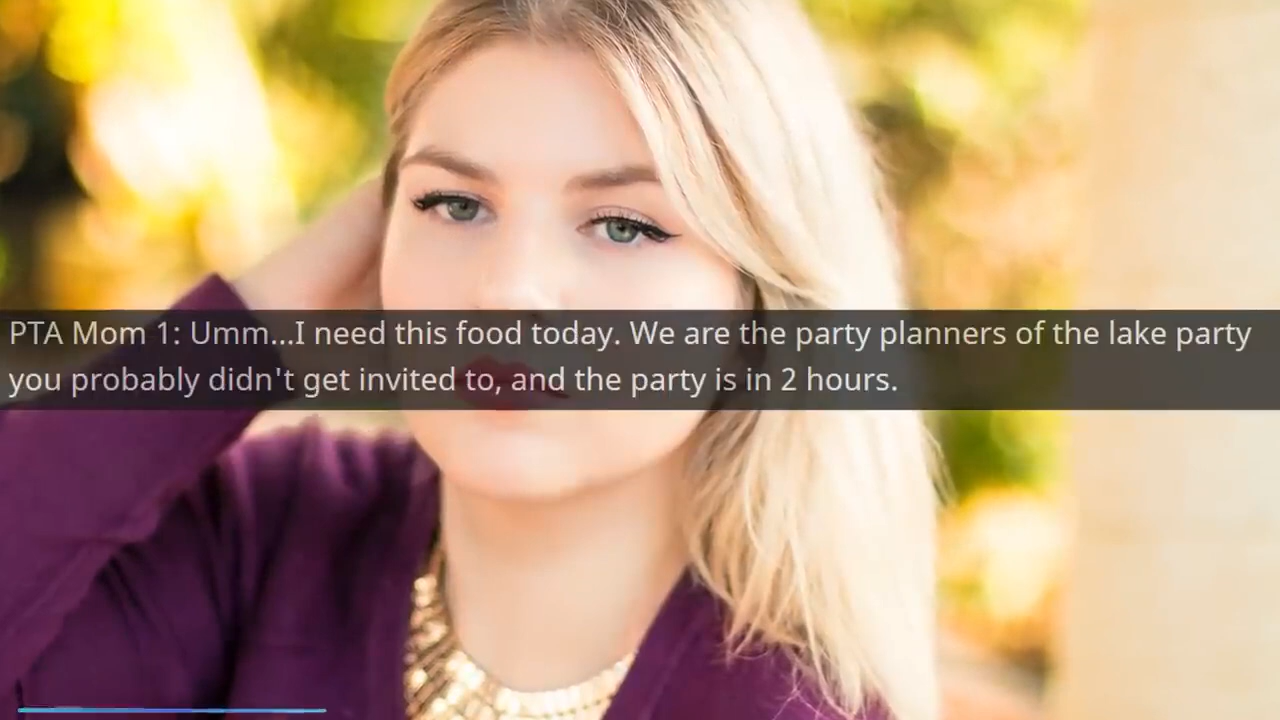 PTA Mom 1: Umm...I need this food today. We are the party planners of the lake party
you probably didn't get invited to, and the party is in 2 hours.